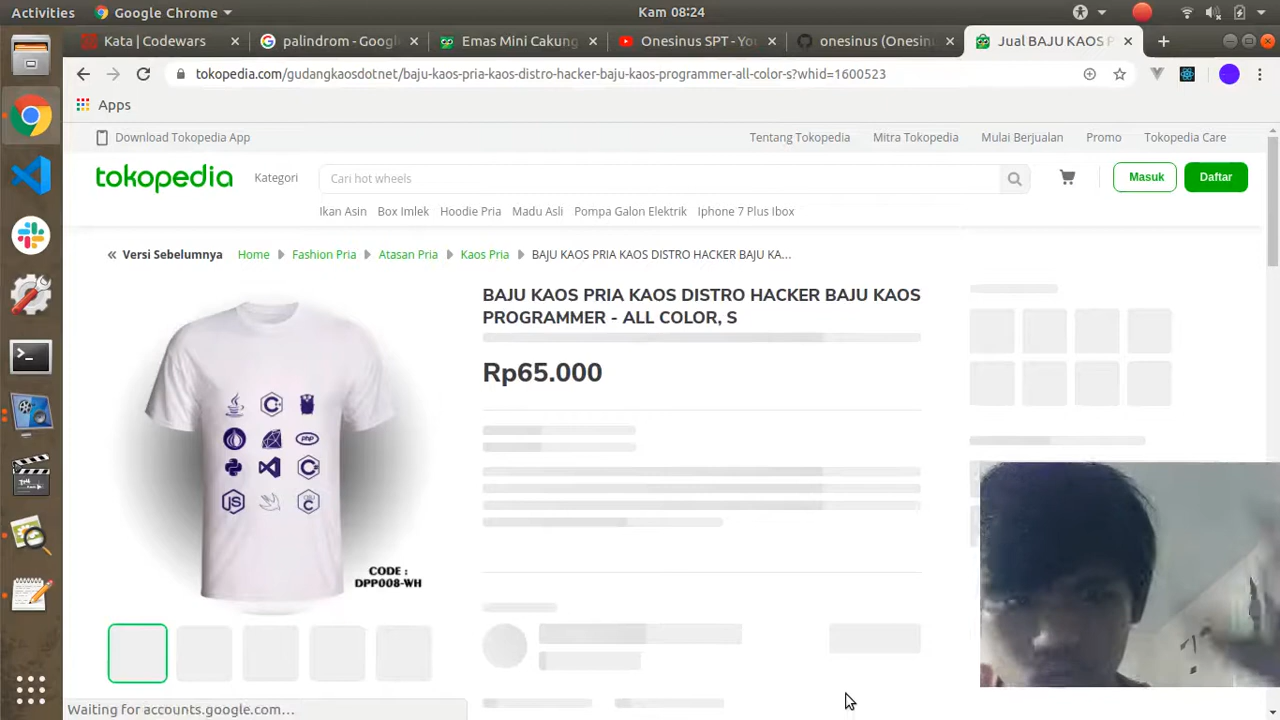 Activities Google Chrome Kam 08:24
Kata | Codewars palindrom - Goog Emas Mini Cakung Onesinus SPT - Yo onesinus (Onesin Jual BAJU KAOS P
tokopedia.com/gudangkaosdotnet/baju-kaos-pria-kaos-distro-hacker-baju-kaos-programmer-all-color-s?whid=1600523
Apps
Download Tokopedia App Tentang Tokopedia Mitra Tokopedia Mulai Berjualan Promo Tokopedia Care
tokopedia Kategori Cari hot wheels Masuk Daftar
Ikan Asin Box Imlek Hoodie Pria Madu Asli Pompa Galon Elektrik Iphone 7 Plus Ibox
« Versi Sebelumnya Home Fashion Pria Atasan Pria Kaos Pria BAJU KAOS PRIA KAOS DISTRO HACKER BAJU KA...
BAJU KAOS PRIA KAOS DISTRO HACKER BAJU KAOS
PROGRAMMER - ALL COLOR, S
Rp65.000
php
JS
C
CODE :
DPP008-WH
Waiting for accounts.google.com...